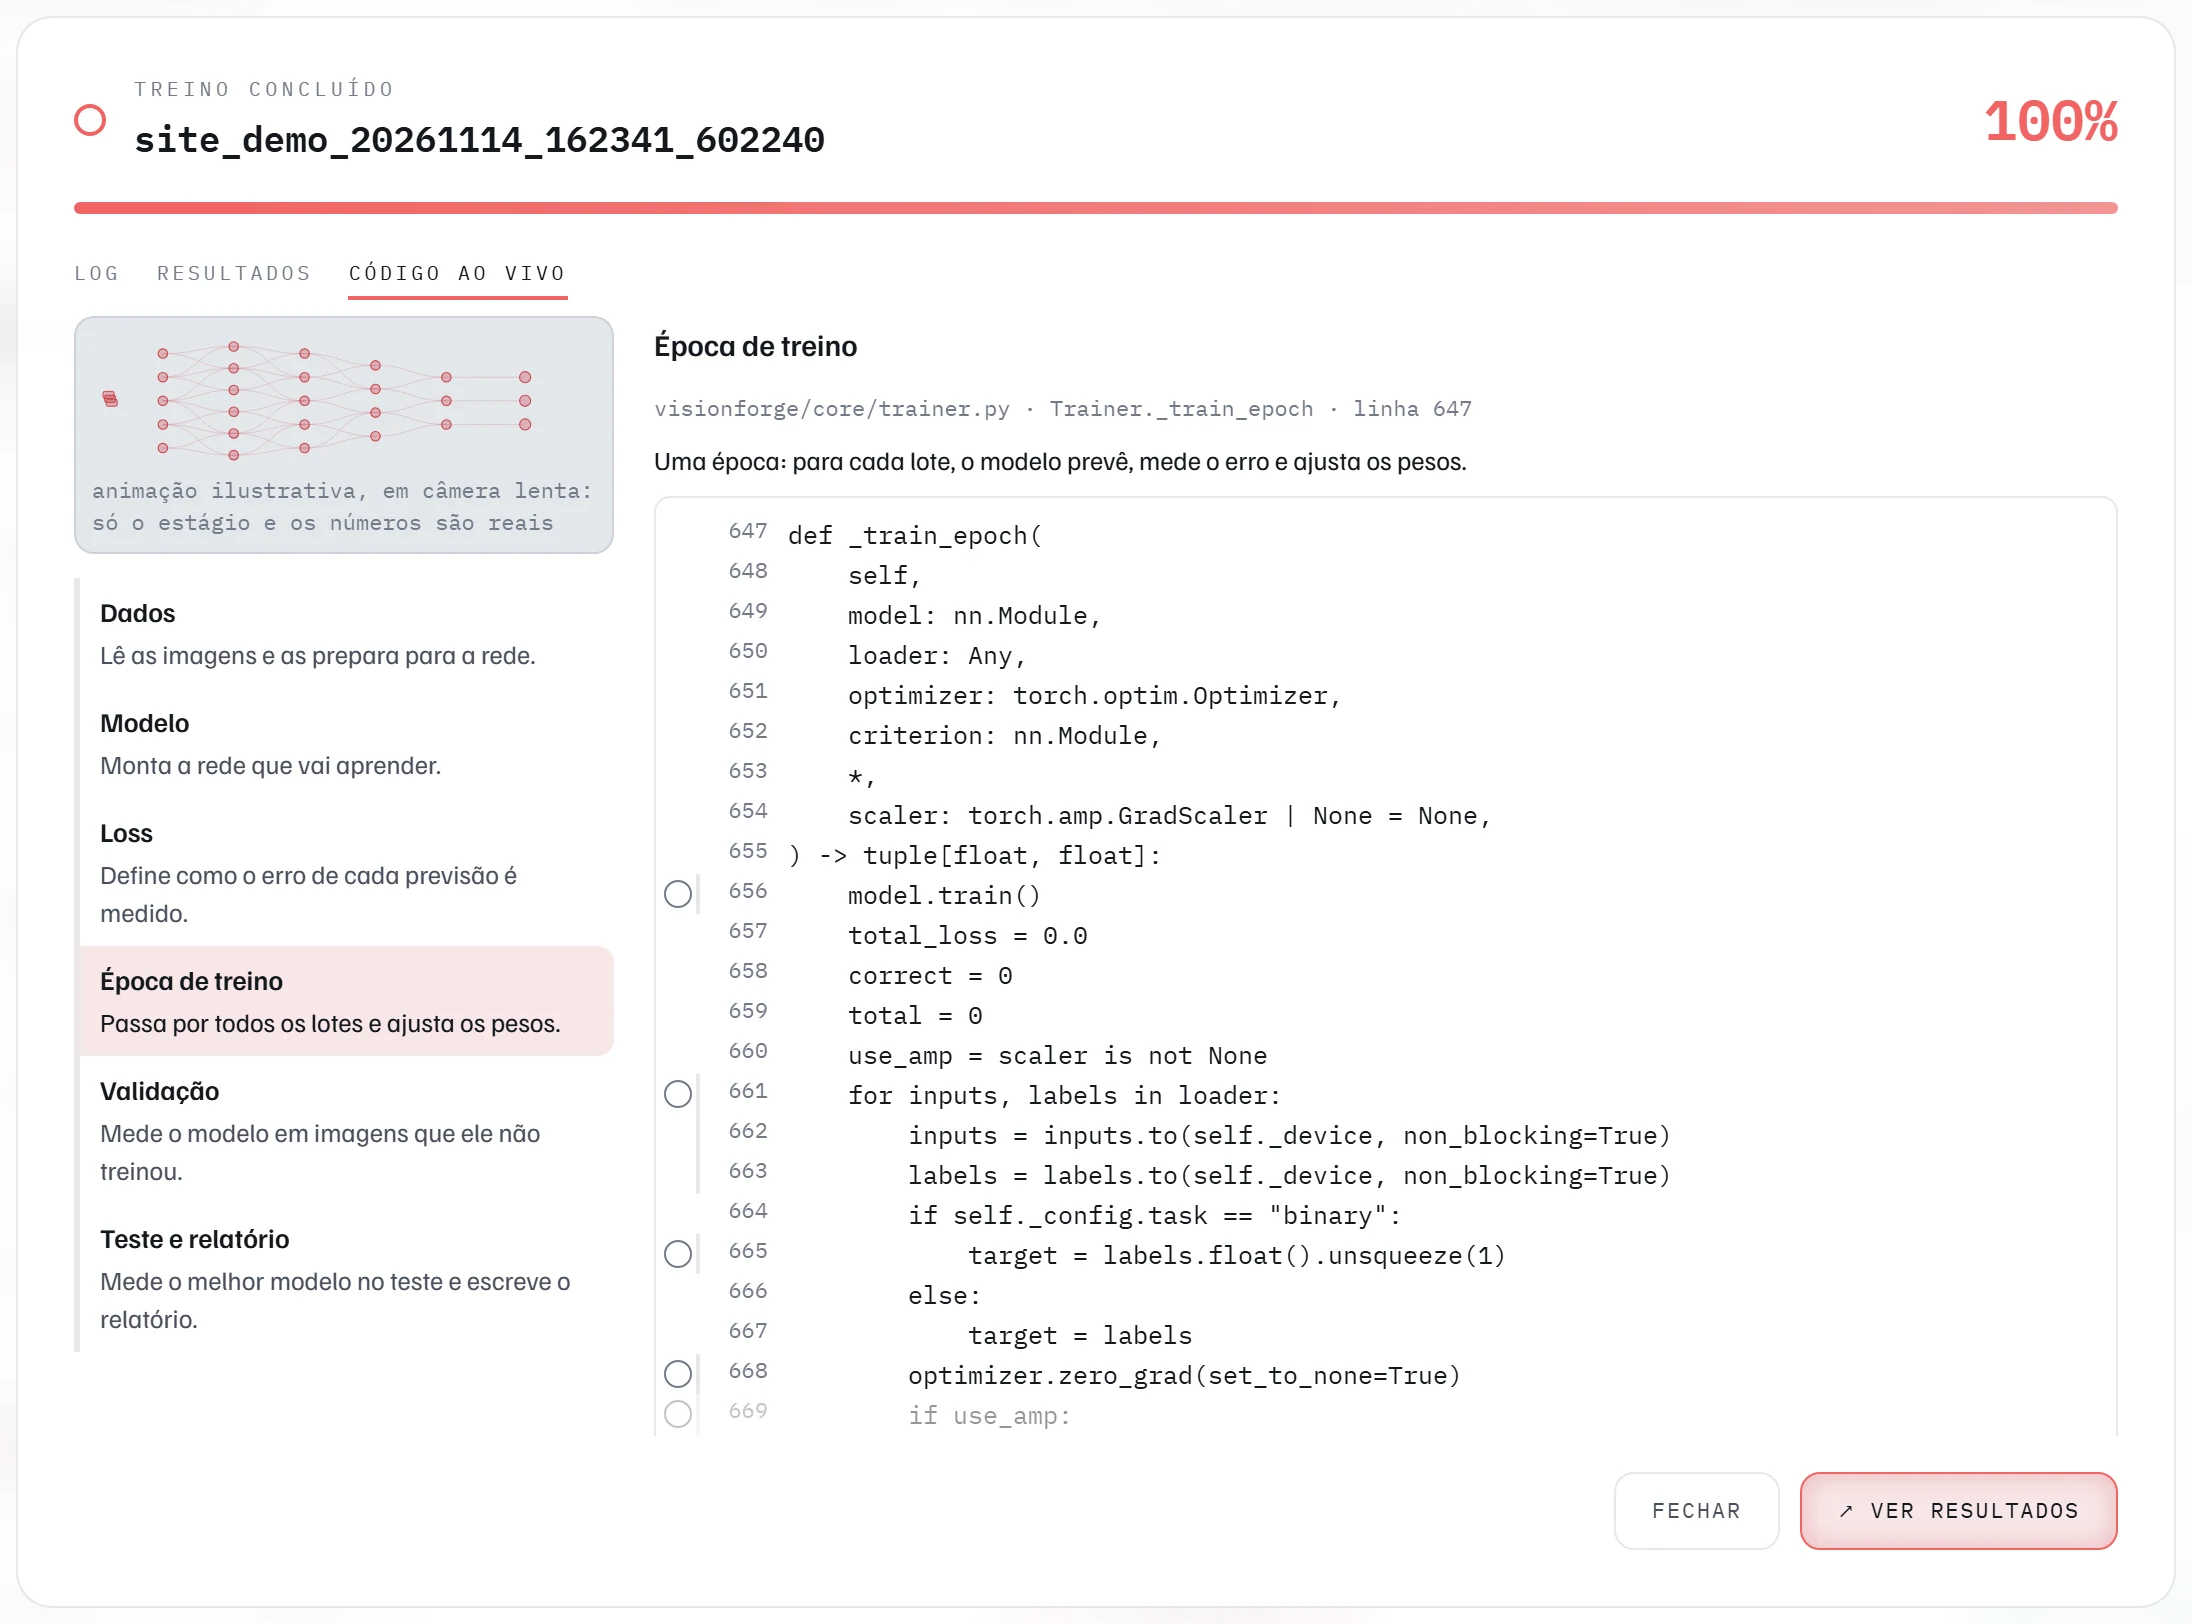 TREINO CONCLUÍDO
site_demo_20261114_162341_602240
100%
LOG RESULTADOS CÓDIGO AO VIVO
animação ilustrativa, em câmera lenta:
só o estágio e os números são reais
Dados
Lê as imagens e as prepara para a rede.
Modelo
Monta a rede que vai aprender.
Loss
Define como o erro de cada previsão é
medido.
Época de treino
Passa por todos os lotes e ajusta os pesos.
Validação
Mede o modelo em imagens que ele não
treinou.
Teste e relatório
Mede o melhor modelo no teste e escreve o
relatório.
Época de treino
visionforge/core/trainer.py · Trainer._train_epoch · linha 647
Uma época: para cada lote, o modelo prevê, mede o erro e ajusta os pesos.
647 def _train_epoch(
648     self,
649     model: nn.Module,
650     loader: Any,
651     optimizer: torch.optim.Optimizer,
652     criterion: nn.Module,
653     *,
654     scaler: torch.amp.GradScaler | None = None,
655 ) -> tuple[float, float]:
656     model.train()
657     total_loss = 0.0
658     correct = 0
659     total = 0
660     use_amp = scaler is not None
661     for inputs, labels in loader:
662         inputs = inputs.to(self._device, non_blocking=True)
663         labels = labels.to(self._device, non_blocking=True)
664         if self._config.task == "binary":
665             target = labels.float().unsqueeze(1)
666         else:
667             target = labels
668         optimizer.zero_grad(set_to_none=True)
669         if use_amp:
FECHAR
↗ VER RESULTADOS